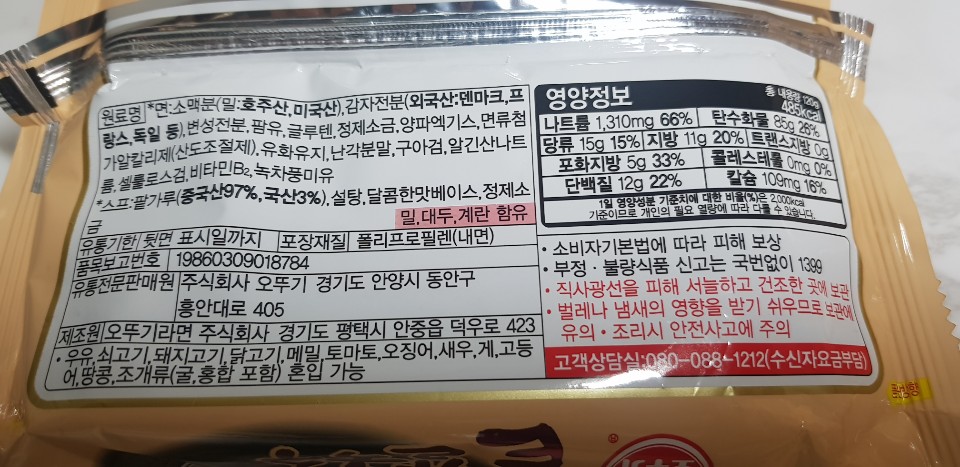 원료명 *면:소맥분(밀:호주산,미국산),감자전분(외국산:덴마크,프
랑스,독일 등),변성전분,팜유,글루텐,정제소금,양파엑기스,면류첨
가알칼리제(산도조절제),유화유지,난각분말,구아검,알긴산나트
륨,셀룰로스검,비타민B₂,녹차풍미유
*스프:팥가루(중국산97%,국산3%),설탕,달콤한맛베이스,정제소
금
밀,대두,계란 함유
유통기한 뒷면 표시일까지 포장재질 폴리프로필렌(내면)
품목보고번호 19860309018784
유통전문판매원 주식회사 오뚜기 경기도 안양시 동안구
흥안대로 405
제조원 오뚜기라면 주식회사 경기도 평택시 안중읍 덕우로 423
• 우유,쇠고기,돼지고기,닭고기,메밀,토마토,오징어,새우,게,고등
어,땅콩,조개류(굴,홍합 포함) 혼입 가능
영양정보 총 내용량 120g
485kcal
나트륨 1,310mg 66% 탄수화물 85g 26%
당류 15g 15% 지방 11g 20% 트랜스지방 0g
포화지방 5g 33% 콜레스테롤 0mg 0%
단백질 12g 22% 칼슘 109mg 16%
1일 영양성분 기준치에 대한 비율(%)은 2,000kcal
기준이므로 개인의 필요 열량에 따라 다를 수 있습니다.
• 소비자기본법에 따라 피해 보상
• 부정 · 불량식품 신고는 국번없이 1399
• 직사광선을 피해 서늘하고 건조한 곳에 보관
• 벌레나 냄새의 영향을 받기 쉬우므로 보관에
유의 • 조리시 안전사고에 주의
고객상담실:080-088-1212(수신자요금부담)